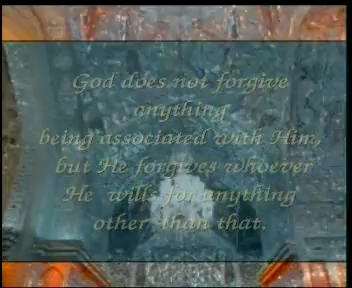 God does not forgive
anything
being associated with Him,
but He forgives whoever
He wills for anything
other than that.